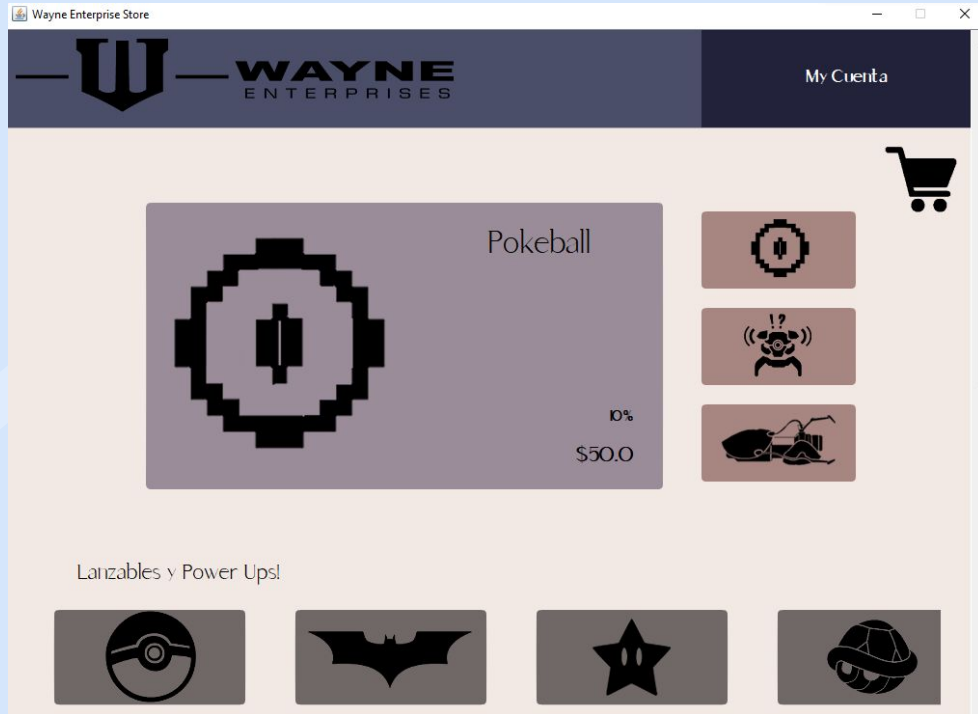 Wayne Enterprise Store
WAYNE
ENTERPRISES
My Cuenta
Pokeball
!?
10%
$50.0
Lanzables y Power Ups!